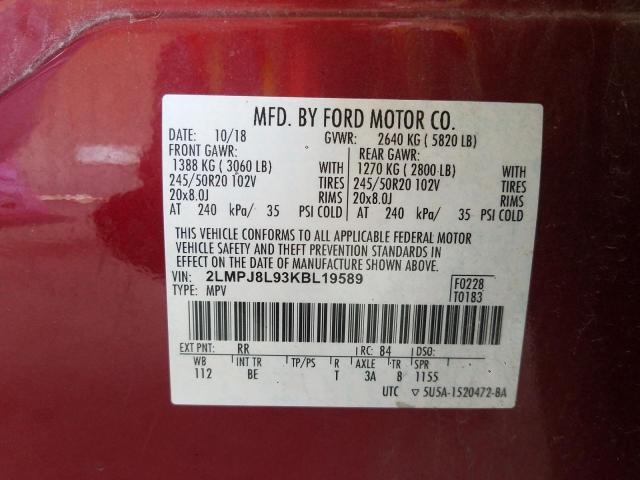 MFD. BY FORD MOTOR CO.
DATE: 10/18 GVWR: 2640 KG ( 5820 LB)
FRONT GAWR: REAR GAWR:
1388 KG ( 3060 LB) WITH 1270 KG ( 2800 LB) WITH
245/50R20 102V TIRES 245/50R20 102V TIRES
20x8.0J RIMS 20x8.0J RIMS
AT 240 kPa/ 35 PSI COLD AT 240 kPa/ 35 PSI COLD
THIS VEHICLE CONFORMS TO ALL APPLICABLE FEDERAL MOTOR
VEHICLE SAFETY AND THEFT PREVENTION STANDARDS IN EFFECT
ON THE DATE OF MANUFACTURE SHOWN ABOVE.
VIN: 2LMPJ8L93KBL19589 F0228
TYPE: MPV T0183
EXT PNT: RR RC: 84 DSO:
WB INT TR TP/PS R AXLE TR SPR
112 BE T 3A 8 1155
UTC ▽ 5U5A-1520472-BA